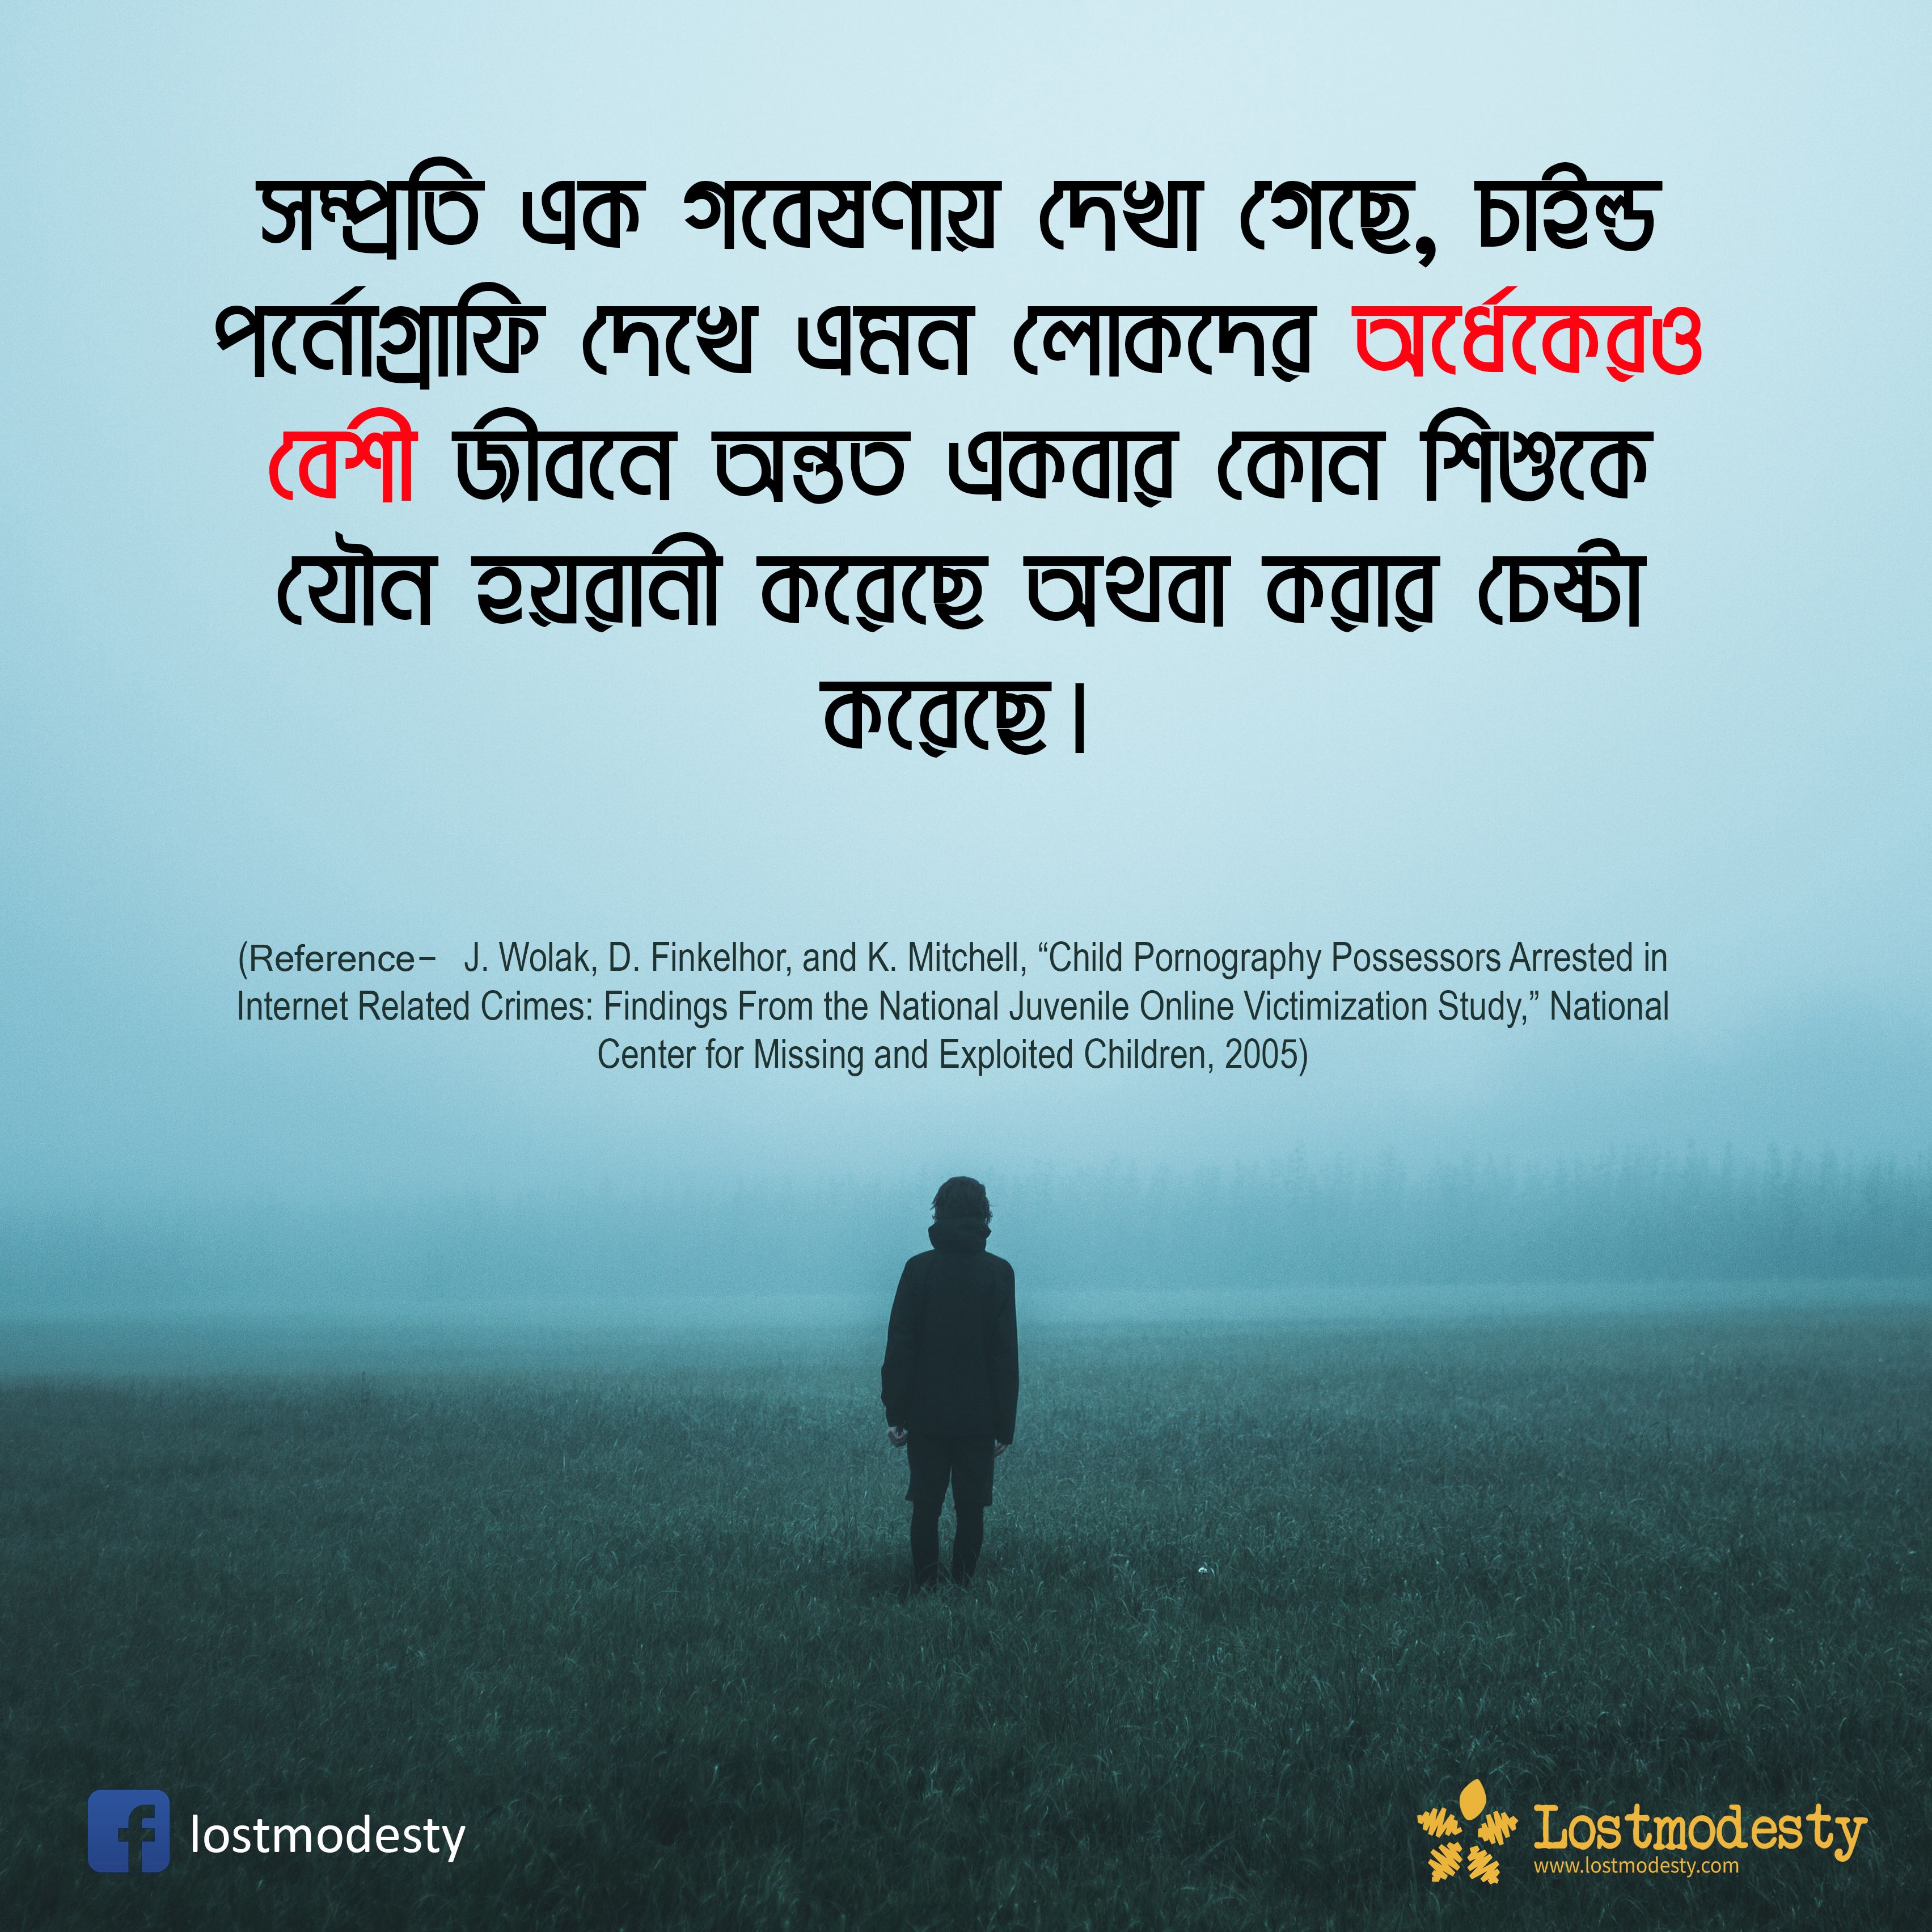 সম্প্রতি এক গবেষণায় দেখা গেছে, চাইল্ড
পর্নোগ্রাফি দেখে এমন লোকদের অর্ধেকেরও
বেশী জীবনে অন্তত একবার কোন শিশুকে
যৌন হয়রানী করেছে অথবা করার চেষ্টা
করেছে।
(Reference- J. Wolak, D. Finkelhor, and K. Mitchell, “Child Pornography Possessors Arrested in
Internet Related Crimes: Findings From the National Juvenile Online Victimization Study,” National
Center for Missing and Exploited Children, 2005)
lostmodesty
Lostmodesty
www.lostmodesty.com